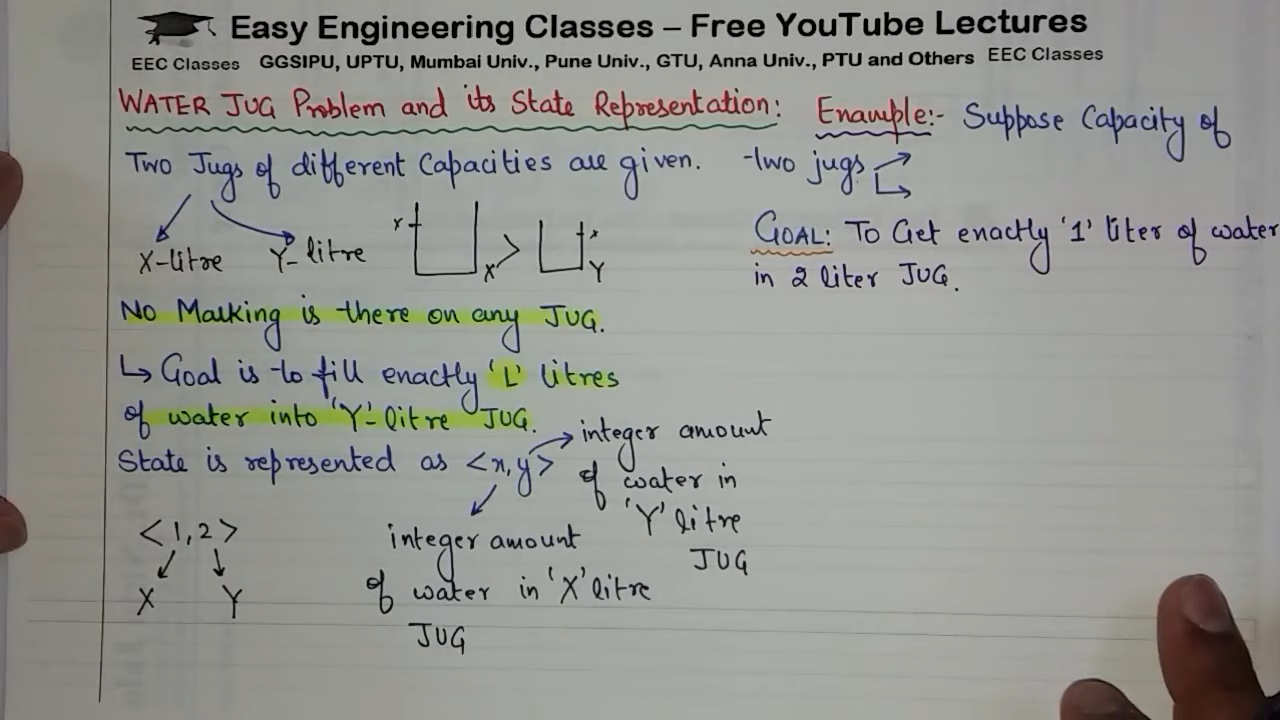 Easy Engineering Classes – Free YouTube Lectures
EEC Classes GGSIPU, UPTU, Mumbai Univ., Pune Univ., GTU, Anna Univ., PTU and Others EEC Classes
WATER JUG Problem and its State Representation:
Two Jugs of different Capacities are given.
X-litre Y-litre
x X > x Y
No Marking is there on any JUG.
↳ Goal is to fill exactly 'L' litres
of water into 'Y'-litre JUG.
State is represented as <x,y>
integer amount
of water in
'Y' litre
JUG
<1,2>
X Y
integer amount
of water in 'X' litre
JUG
Example:- Suppose Capacity of
two jugs
GOAL: To Get exactly '1' liter of water
in 2 liter JUG.